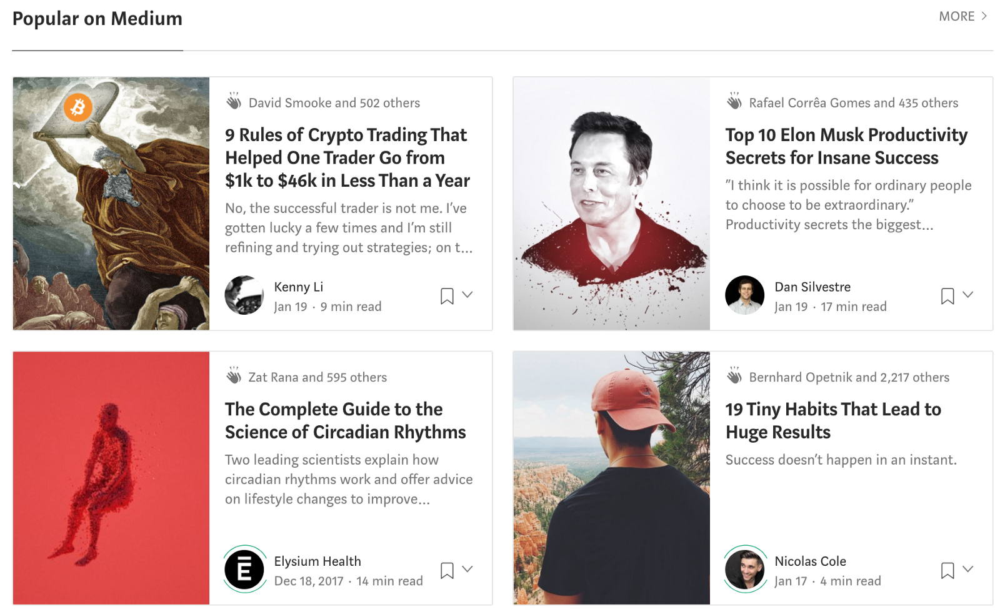 Popular on Medium
MORE
David Smooke and 502 others
9 Rules of Crypto Trading That
Helped One Trader Go from
$1k to $46k in Less Than a Year
No, the successful trader is not me. I’ve
gotten lucky a few times and I’m still
refining and trying out strategies; on t…
Kenny Li
Jan 19 · 9 min read
Rafael Corrêa Gomes and 435 others
Top 10 Elon Musk Productivity
Secrets for Insane Success
”I think it is possible for ordinary people
to choose to be extraordinary.”
Productivity secrets the biggest…
Dan Silvestre
Jan 19 · 17 min read
Zat Rana and 595 others
The Complete Guide to the
Science of Circadian Rhythms
Two leading scientists explain how
circadian rhythms work and offer advice
on lifestyle changes to improve…
Elysium Health
Dec 18, 2017 · 14 min read
Bernhard Opetnik and 2,217 others
19 Tiny Habits That Lead to
Huge Results
Success doesn’t happen in an instant.
Nicolas Cole
Jan 17 · 4 min read